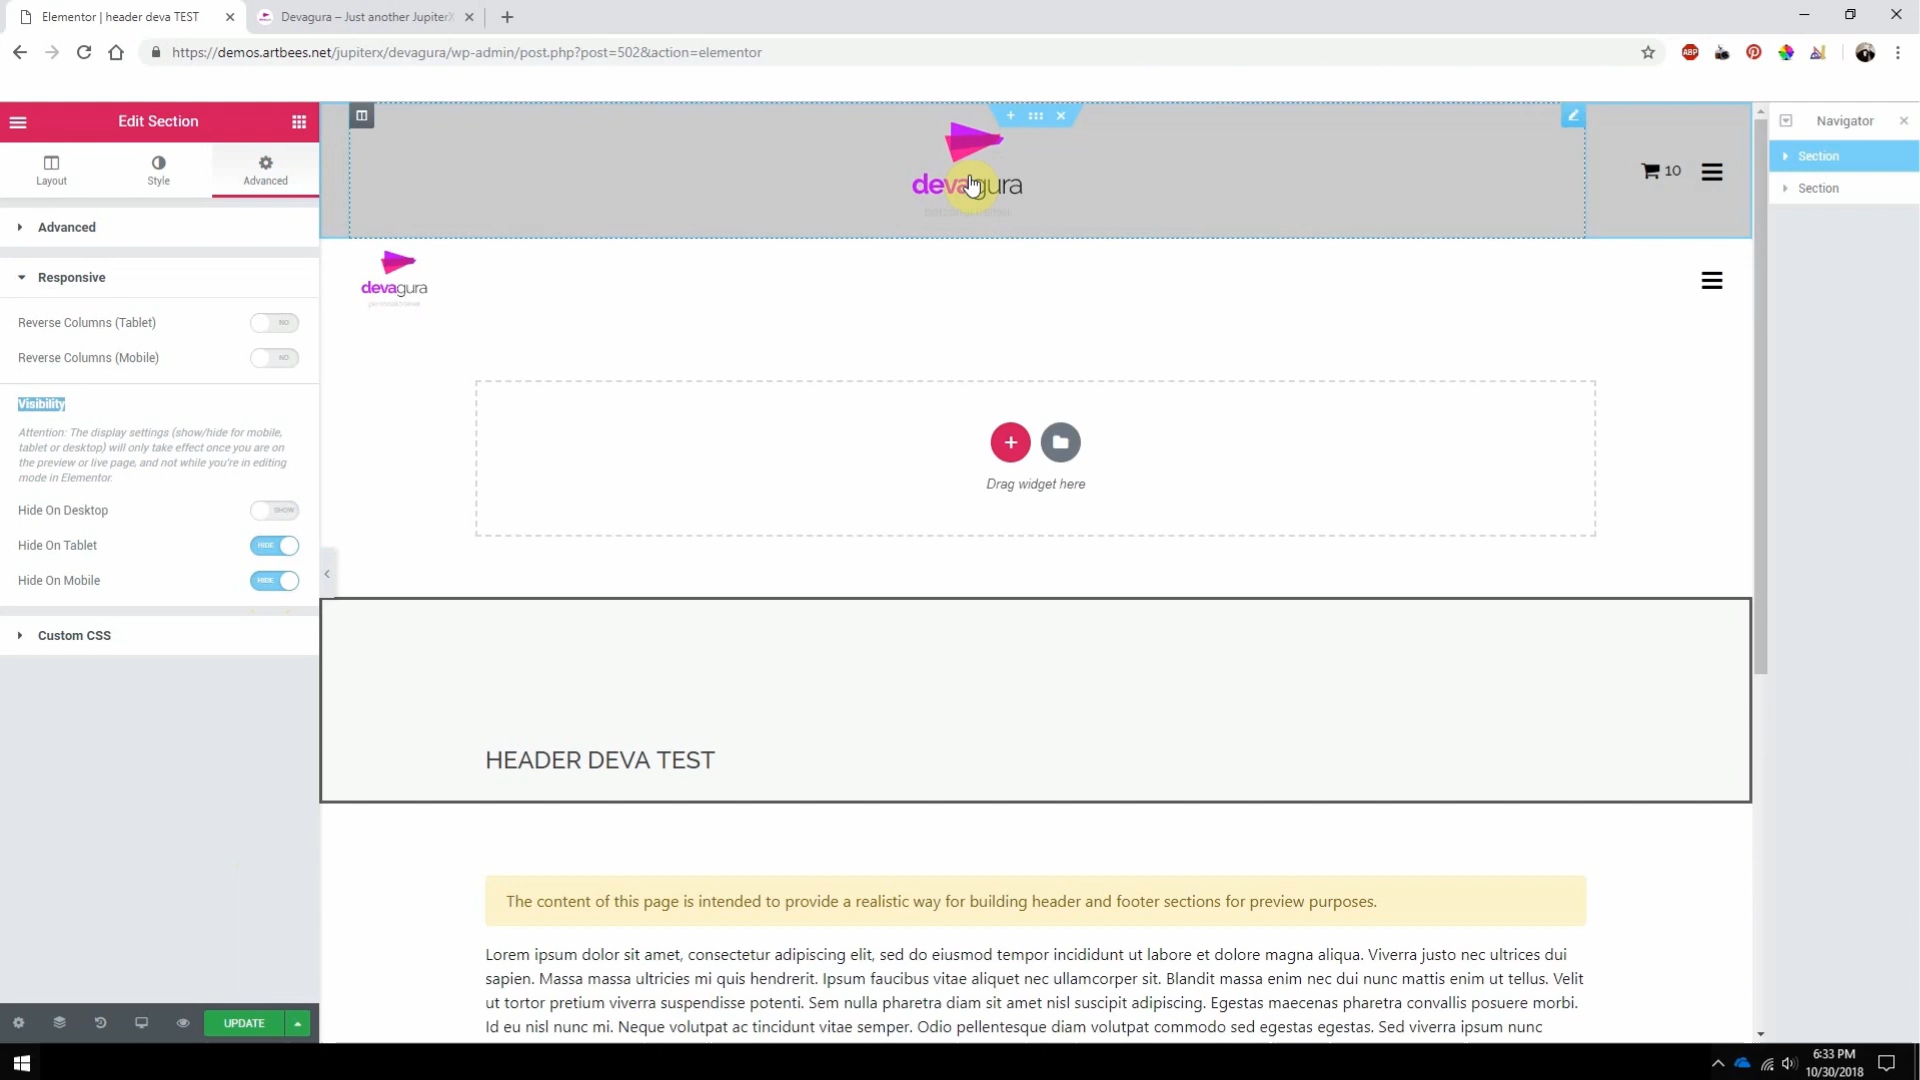 Elementor | header deva TEST
Devagura – Just another JupiterX
https://demos.artbees.net/jupiterx/devagura/wp-admin/post.php?post=502&action=elementor
ABP
Edit Section
Layout
Style
Advanced
Advanced
Responsive
Reverse Columns (Tablet)
NO
Reverse Columns (Mobile)
NO
Visibility
Attention: The display settings (show/hide for mobile,
tablet or desktop) will only take effect once you are on
the preview or live page, and not while you're in editing
mode in Elementor.
Hide On Desktop
SHOW
Hide On Tablet
HIDE
Hide On Mobile
HIDE
Custom CSS
UPDATE
devagura
10
devagura
Drag widget here
HEADER DEVA TEST
The content of this page is intended to provide a realistic way for building header and footer sections for preview purposes.
Lorem ipsum dolor sit amet, consectetur adipiscing elit, sed do eiusmod tempor incididunt ut labore et dolore magna aliqua. Viverra justo nec ultrices dui
sapien. Massa massa ultricies mi quis hendrerit. Ipsum faucibus vitae aliquet nec ullamcorper sit. Blandit massa enim nec dui nunc mattis enim ut tellus. Velit
ut tortor pretium viverra suspendisse potenti. Sem nulla pharetra diam sit amet nisl suscipit adipiscing. Egestas maecenas pharetra convallis posuere morbi.
Id eu nisl nunc mi. Neque volutpat ac tincidunt vitae semper. Odio pellentesque diam volutpat commodo sed egestas egestas. Sed viverra ipsum nunc
Navigator
Section
Section
6:33 PM
10/30/2018